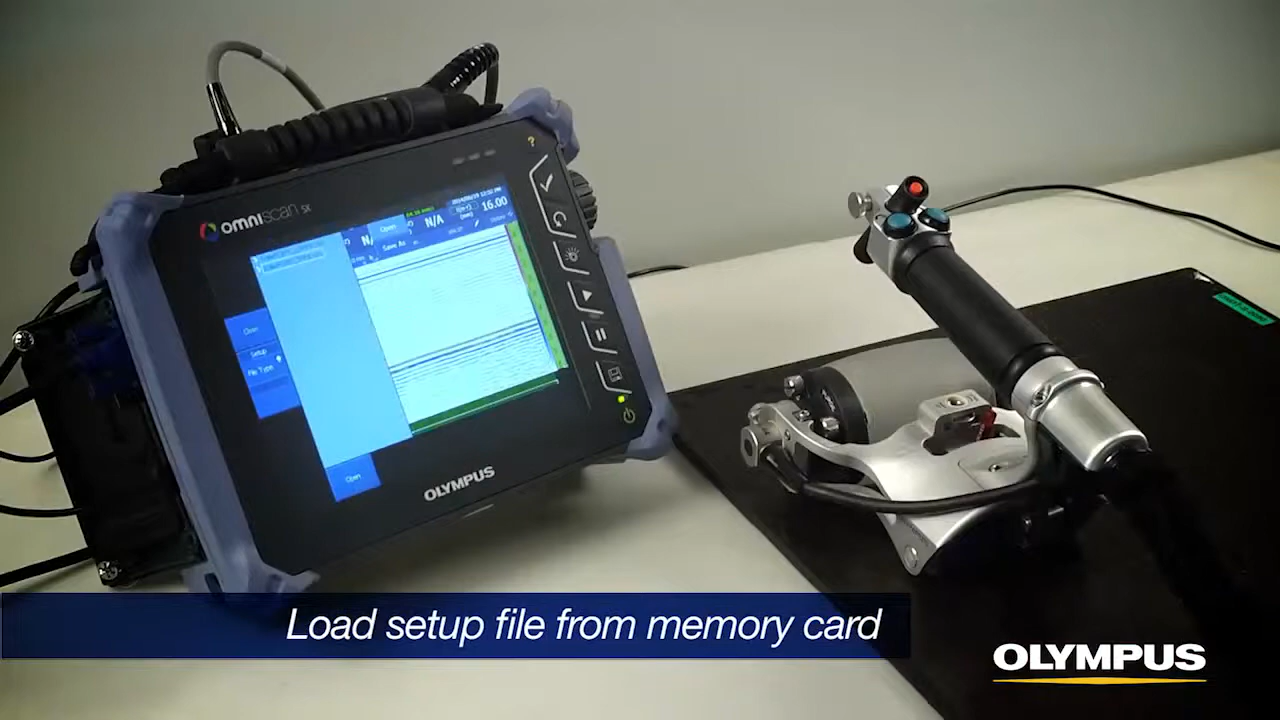 omniscan sx
?
N/A
16.00
Open
Save As
Open
Setup
File Type
Open
OLYMPUS
Load setup file from memory card
OLYMPUS